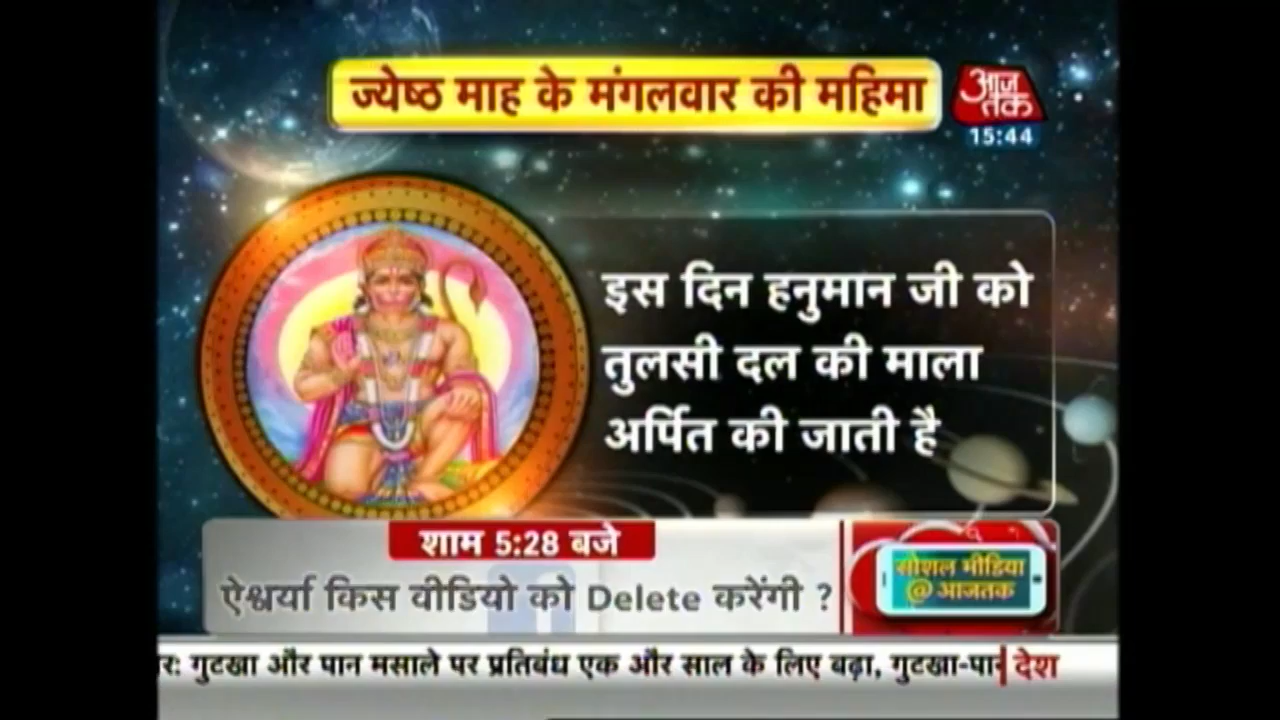 ज्येष्ठ माह के मंगलवार की महिमा
आज
तक
15:44
इस दिन हनुमान जी को
तुलसी दल की माला
अर्पित की जाती है
शाम 5:28 बजे
ऐश्वर्या किस वीडियो को Delete करेंगी ?
सोशल मीडिया
@ आजतक
र: गुटखा और पान मसाले पर प्रतिबंध एक और साल के लिए बढ़ा, गुटखा-पान
देश